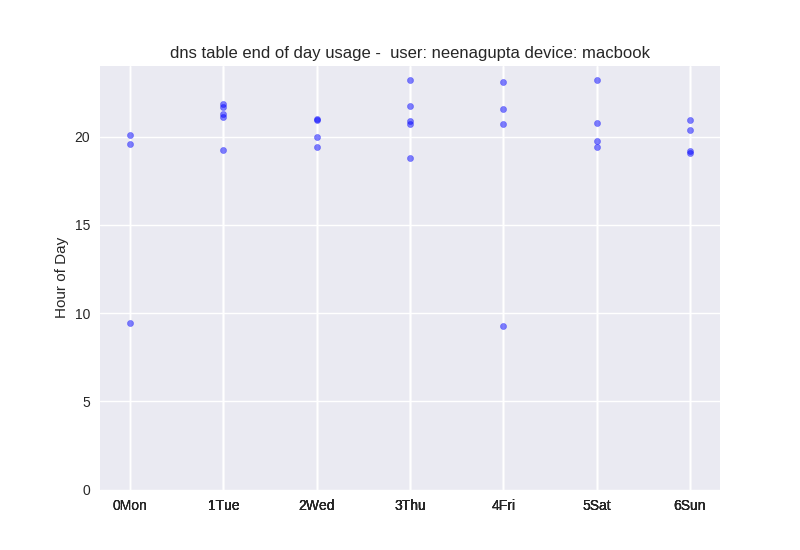 dns table end of day usage -  user: neenagupta device: macbook
Hour of Day
20
15
10
5
0
0Mon 1Tue 2Wed 3Thu 4Fri 5Sat 6Sun